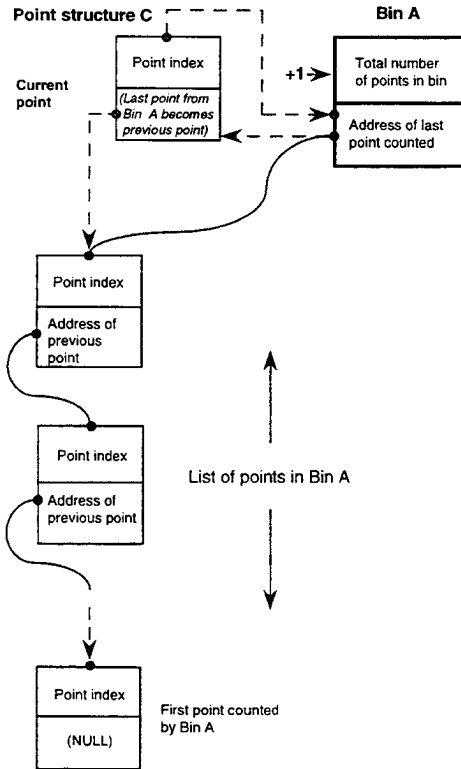 Point structure C
Bin A
Point index
Current
point
(Last point from
Bin A becomes
previous point)
+1
Total number
of points in bin
Address of last
point counted
Point index
Address of
previous
point
Point index
Address of
previous point
List of points in Bin A
Point index
(NULL)
First point counted
by Bin A